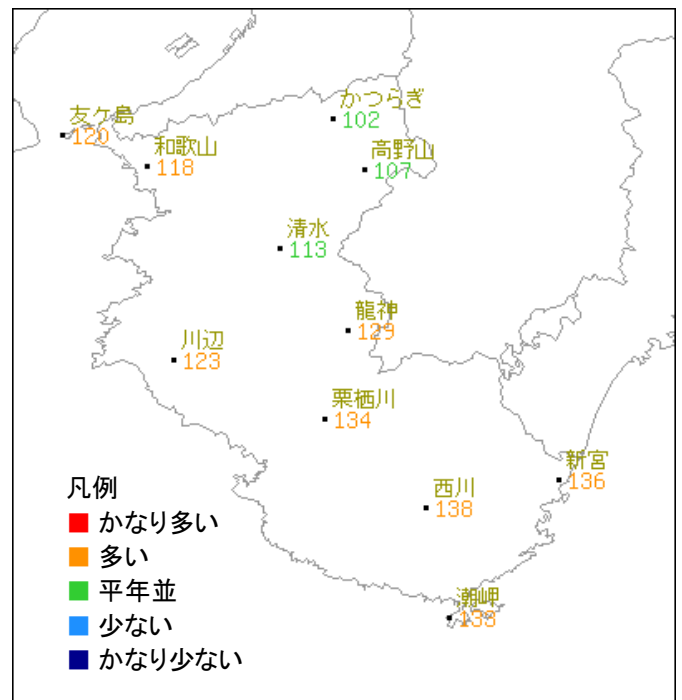 かつらぎ
102
友ケ島
120
和歌山
118
高野山
107
清水
113
龍神
129
川辺
123
栗栖川
134
新宮
136
西川
138
潮岬
133
凡例
かなり多い
多い
平年並
少ない
かなり少ない